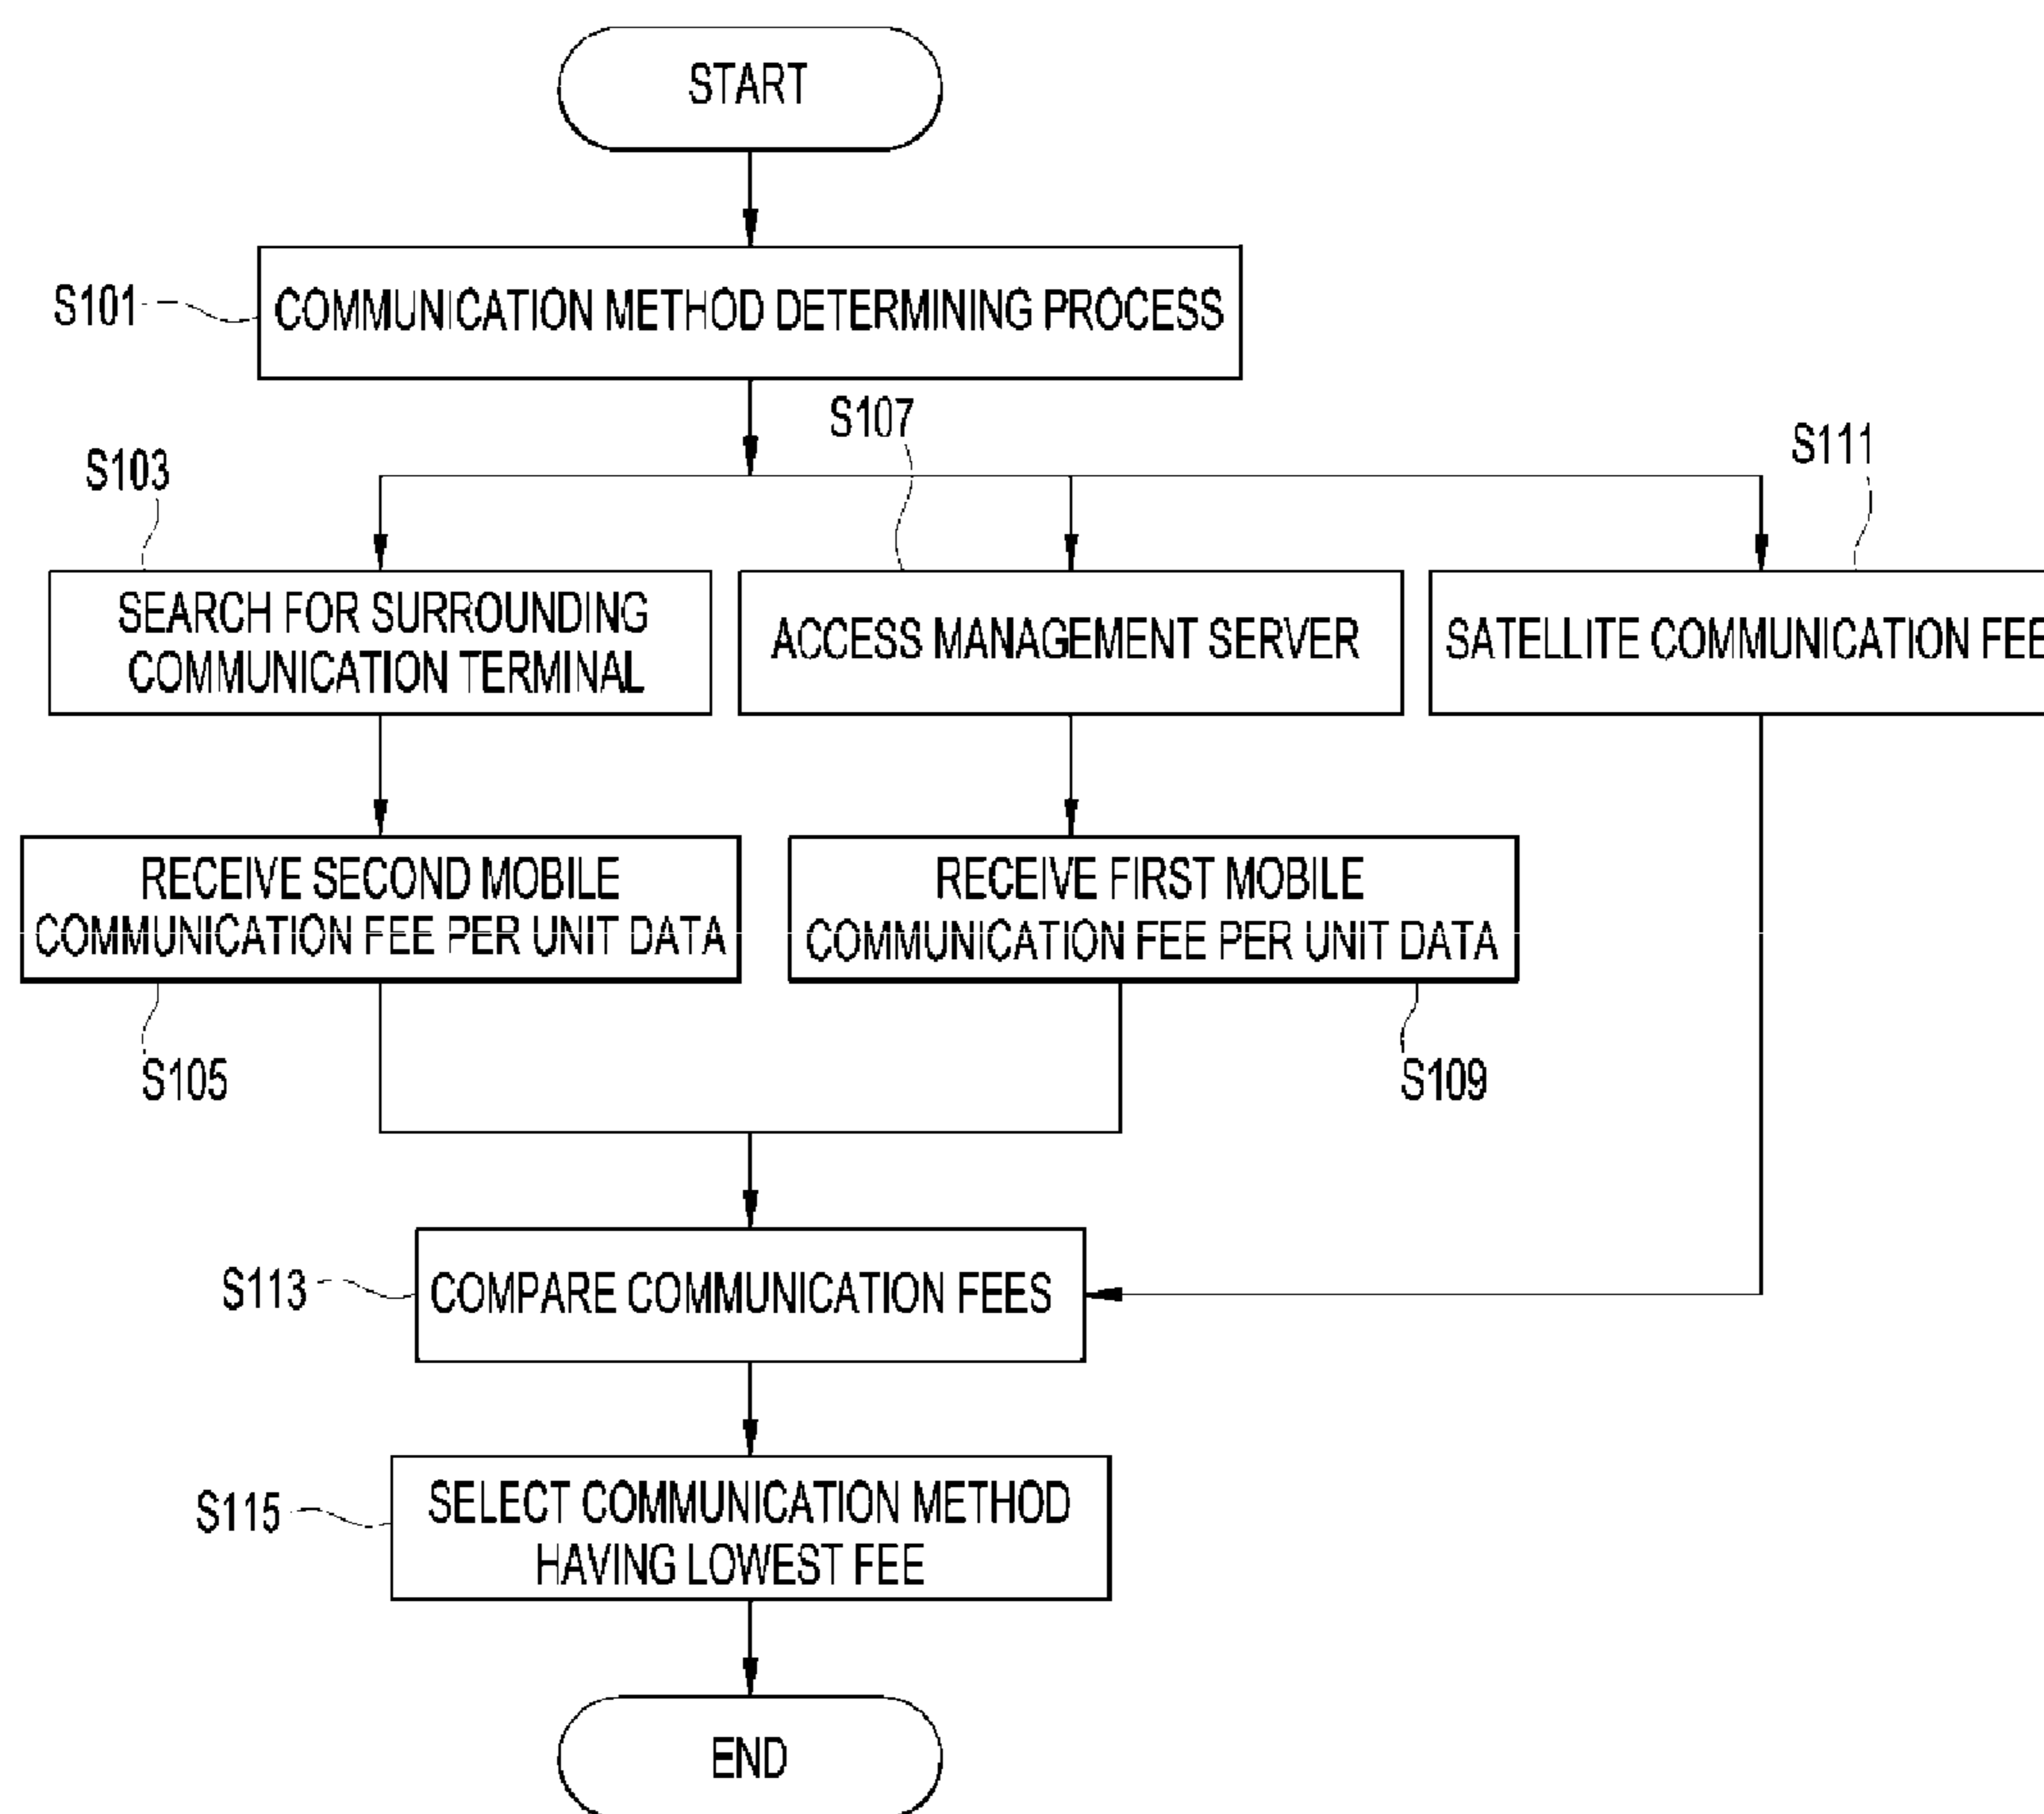 START
S101
COMMUNICATION METHOD DETERMINING PROCESS
S107
S103
S111
SEARCH FOR SURROUNDING
COMMUNICATION TERMINAL
ACCESS MANAGEMENT SERVER
SATELLITE COMMUNICATION FEE
RECEIVE SECOND MOBILE
COMMUNICATION FEE PER UNIT DATA
RECEIVE FIRST MOBILE
COMMUNICATION FEE PER UNIT DATA
S105
S109
S113
COMPARE COMMUNICATION FEES
S115
SELECT COMMUNICATION METHOD
HAVING LOWEST FEE
END